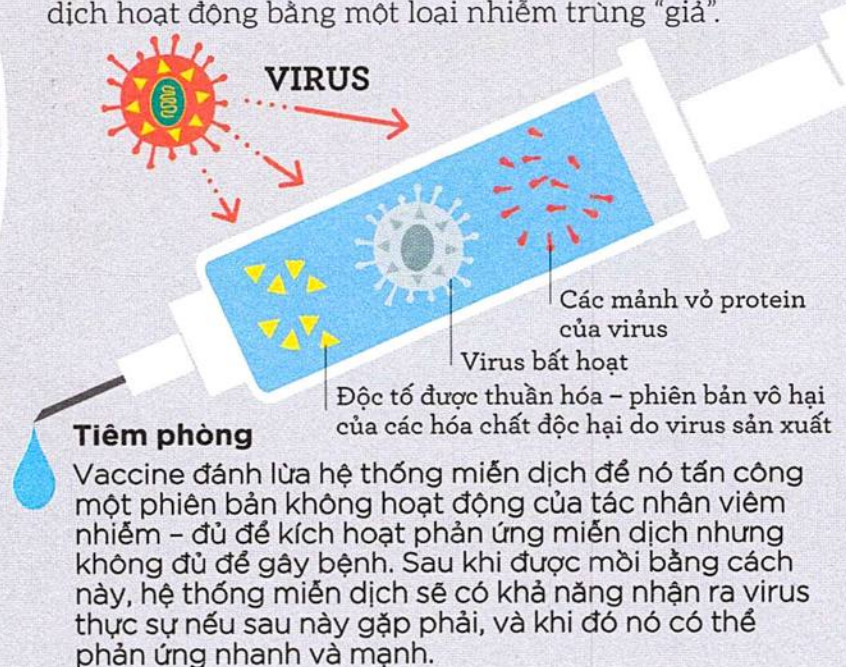 dịch hoạt động bằng một loại nhiễm trùng “giả”.
VIRUS
Các mảnh vỏ protein
của virus
Virus bất hoạt
Độc tố được thuần hóa – phiên bản vô hại
của các hóa chất độc hại do virus sản xuất
Tiêm phòng
Vaccine đánh lừa hệ thống miễn dịch để nó tấn công
một phiên bản không hoạt động của tác nhân viêm
nhiễm – đủ để kích hoạt phản ứng miễn dịch nhưng
không đủ để gây bệnh. Sau khi được mồi bằng cách
này, hệ thống miễn dịch sẽ có khả năng nhận ra virus
thực sự nếu sau này gặp phải, và khi đó nó có thể
phản ứng nhanh và mạnh.